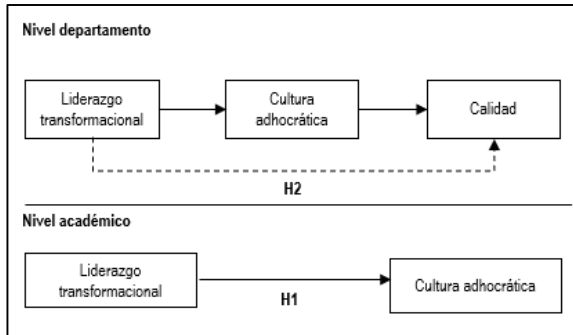 Nivel departamento
Liderazgo
transformacional
Cultura
adhocrática
Calidad
H2
Nivel académico
Liderazgo
transformacional
H1
Cultura adhocrática